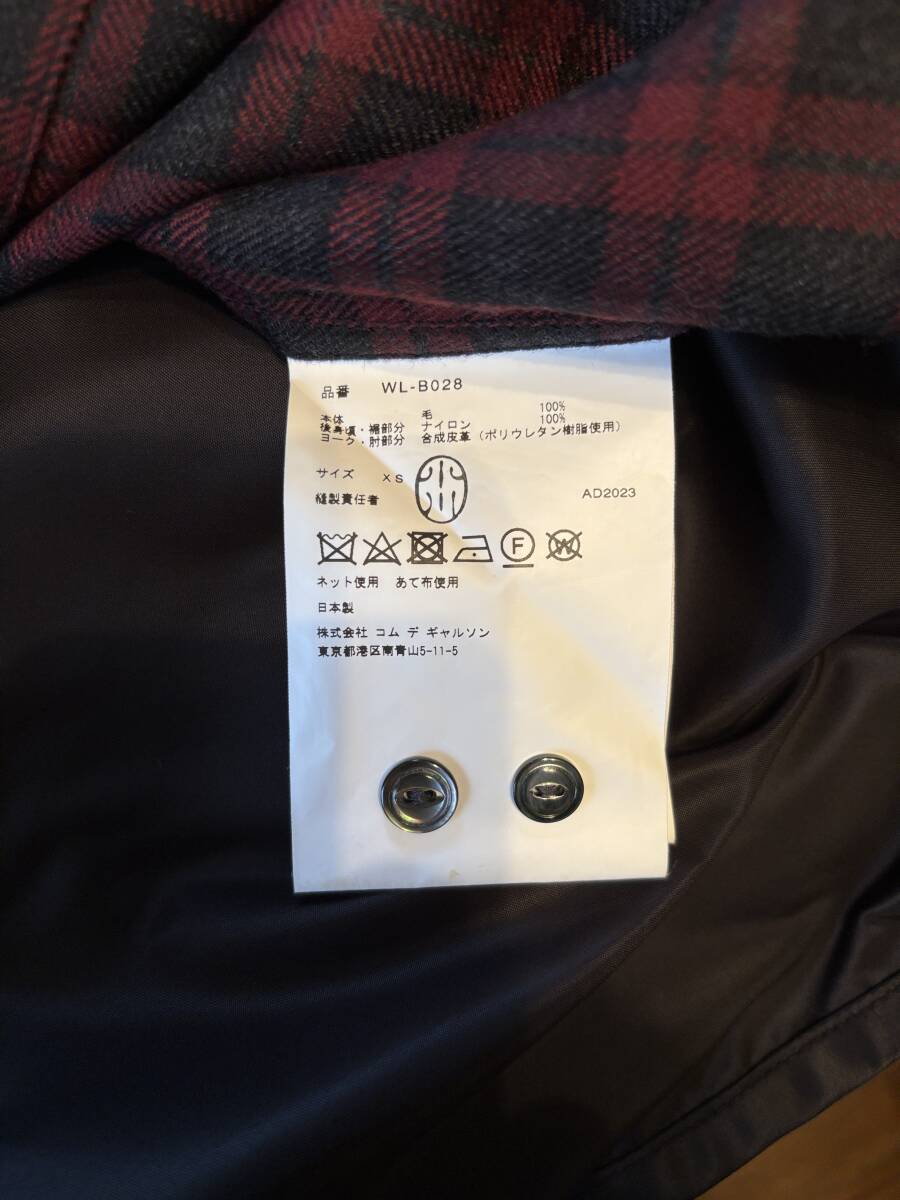 品番 WL-B028
本体 毛 100%
後身頃・裾部分 ナイロン 100%
ヨーク・肘部分 合成皮革(ポリウレタン樹脂使用)
サイズ XS
縫製責任者 AD2023
F W
ネット使用 あて布使用
日本製
株式会社 コム デ ギャルソン
東京都港区南青山5-11-5